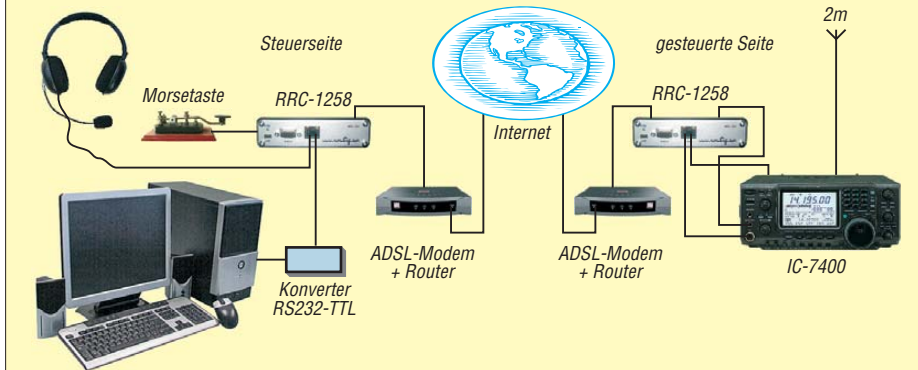 2m
Steuerseite
gesteuerte Seite
Morsetaste
RRC-1258
RRC-1258
Internet
14.195.00
ADSL-Modem
+ Router
ADSL-Modem
+ Router
IC-7400
Konverter
RS232-TTL